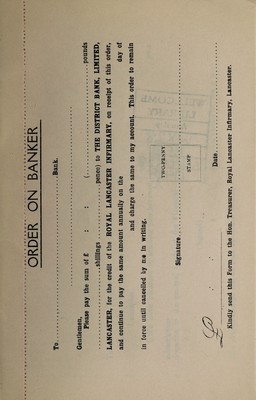 ORDER ON BANKER
To..............................Bank.
Gentlemen,
Please pay the sum of £ : : (..............................pounds
....................shillings ....................pence) to THE DISTRICT BANK, LIMITED,
LANCASTER, for the credit of the ROYAL LANCASTER INFIRMARY, on receipt of this order,
and continue to pay the same amount annually on the day of
and charge the same to my account. This order to remain
in force until cancelled by me in writing.
TWO-PENNY
STAMP
Signature..............................
Date....................
Kindly send this Form to the Hon. Treasurer, Royal Lancaster Infirmary, Lancaster.